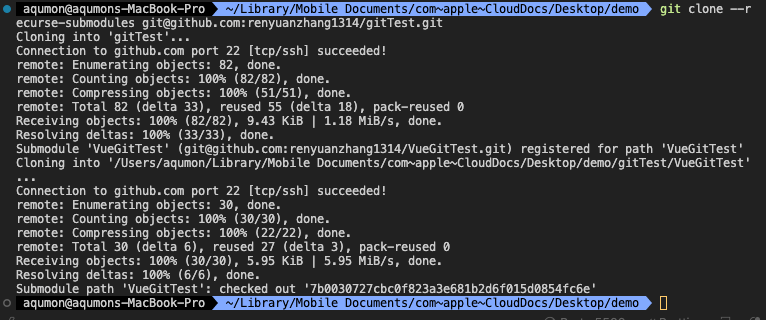 aqumon@aqumons-MacBook-Pro ~/Library/Mobile Documents/com~apple~CloudDocs/Desktop/demo git clone --r
ecurse-submodules git@github.com:renyuanzhang1314/gitTest.git
Cloning into 'gitTest'...
Connection to github.com port 22 [tcp/ssh] succeeded!
remote: Enumerating objects: 82, done.
remote: Counting objects: 100% (82/82), done.
remote: Compressing objects: 100% (51/51), done.
remote: Total 82 (delta 33), reused 55 (delta 18), pack-reused 0
Receiving objects: 100% (82/82), 9.43 KiB | 1.18 MiB/s, done.
Resolving deltas: 100% (33/33), done.
Submodule 'VueGitTest' (git@github.com:renyuanzhang1314/VueGitTest.git) registered for path 'VueGitTest'
Cloning into '/Users/aqumon/Library/Mobile Documents/com~apple~CloudDocs/Desktop/demo/gitTest/VueGitTest'
...
Connection to github.com port 22 [tcp/ssh] succeeded!
remote: Enumerating objects: 30, done.
remote: Counting objects: 100% (30/30), done.
remote: Compressing objects: 100% (22/22), done.
remote: Total 30 (delta 6), reused 27 (delta 3), pack-reused 0
Receiving objects: 100% (30/30), 5.95 KiB | 5.95 MiB/s, done.
Resolving deltas: 100% (6/6), done.
Submodule path 'VueGitTest': checked out '7b0030727cbc0f823a3e681b2d6f015d0854fc6e'
aqumon@aqumons-MacBook-Pro ~/Library/Mobile Documents/com~apple~CloudDocs/Desktop/demo